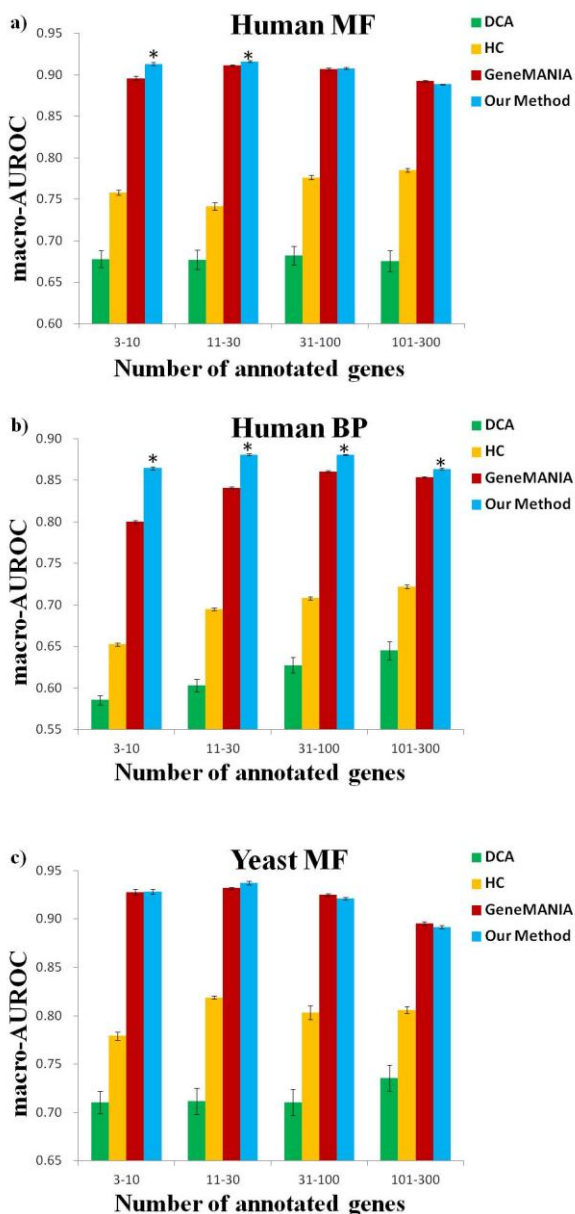 a)
Human MF
DCA
HC
GeneMANIA
Our Method
macro-AUROC
0.95
0.90
0.85
0.80
0.75
0.70
0.65
0.60
* *
3-10 11-30 31-100 101-300
Number of annotated genes
b)
Human BP
DCA
HC
GeneMANIA
Our Method
macro-AUROC
0.90
0.85
0.80
0.75
0.70
0.65
0.60
0.55
* * * *
3-10 11-30 31-100 101-300
Number of annotated genes
c)
Yeast MF
DCA
HC
GeneMANIA
Our Method
macro-AUROC
0.95
0.90
0.85
0.80
0.75
0.70
0.65
3-10 11-30 31-100 101-300
Number of annotated genes